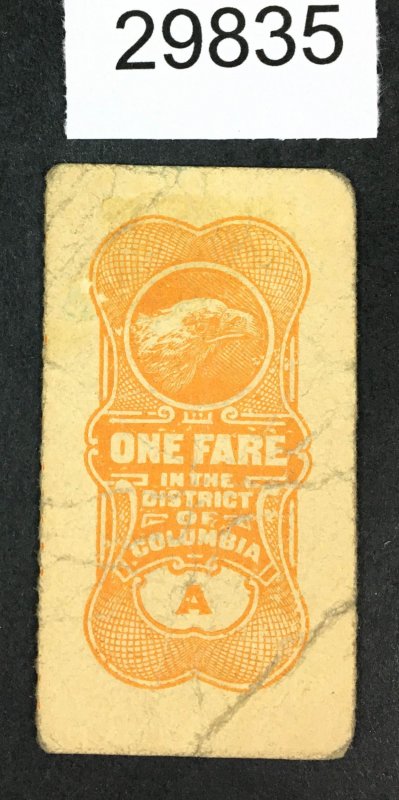 29835
ONE FARE
IN THE
DISTRICT
OF
COLUMBIA
A